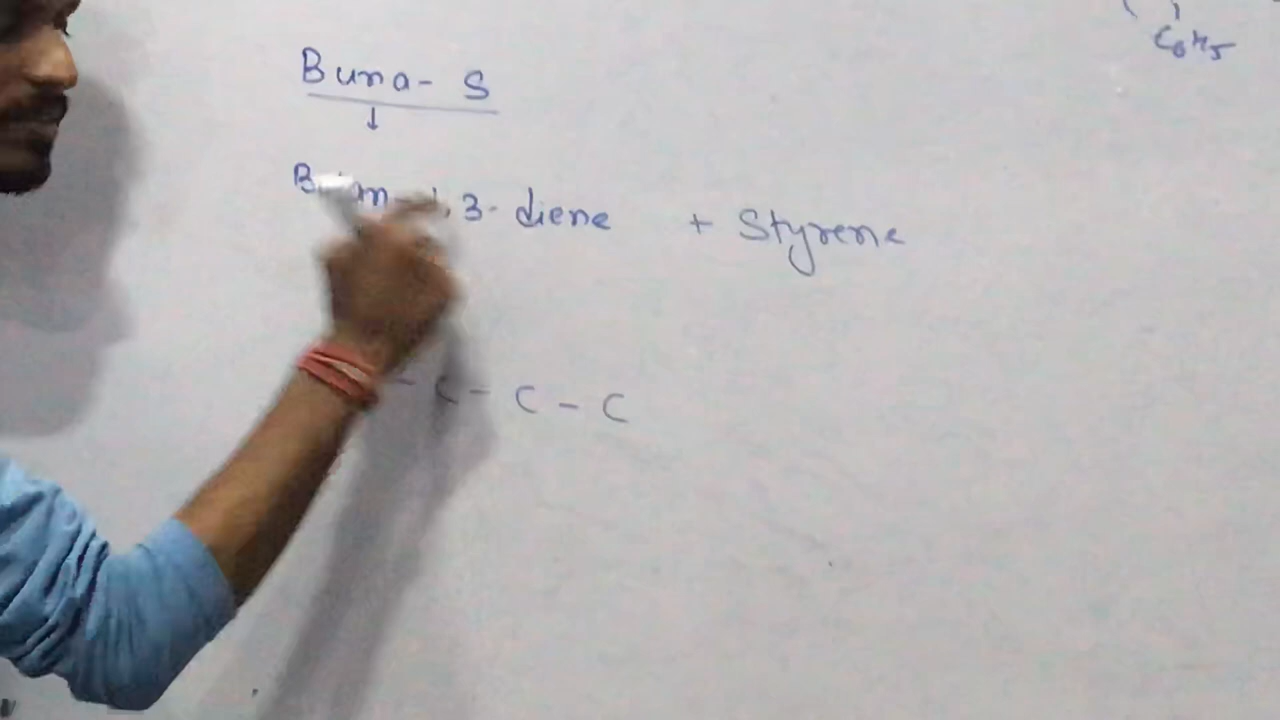 C₆H₅
Buna- S
↓
1,3- diene + Styrene
- C - C - C